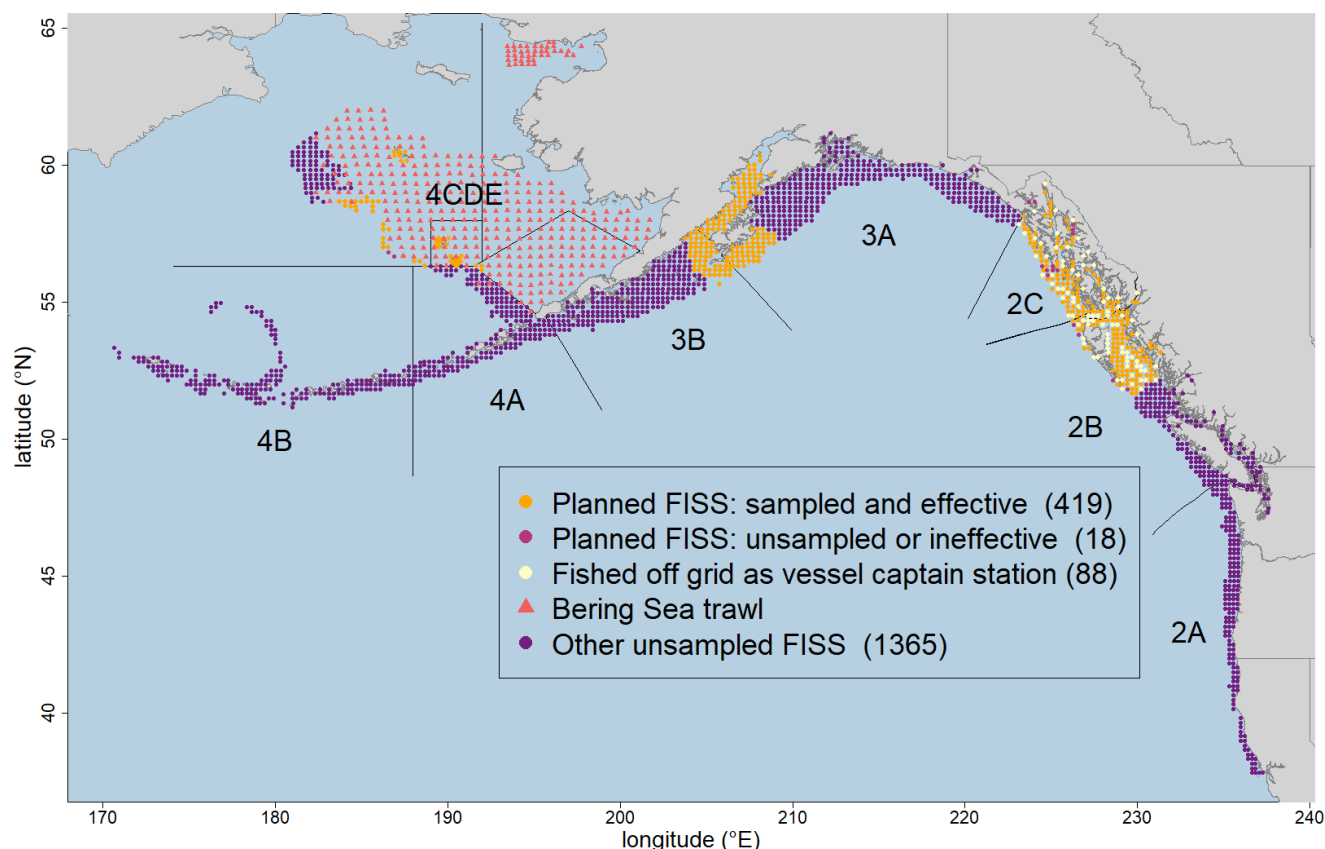 65
60
55
50
45
40
latitude (°N)
4CDE
3A
2C
3B
4A
2B
4B
2A
Planned FISS: sampled and effective (419)
Planned FISS: unsampled or ineffective (18)
Fished off grid as vessel captain station (88)
Bering Sea trawl
Other unsampled FISS (1365)
170
180
190
200
210
220
230
240
longitude (°E)